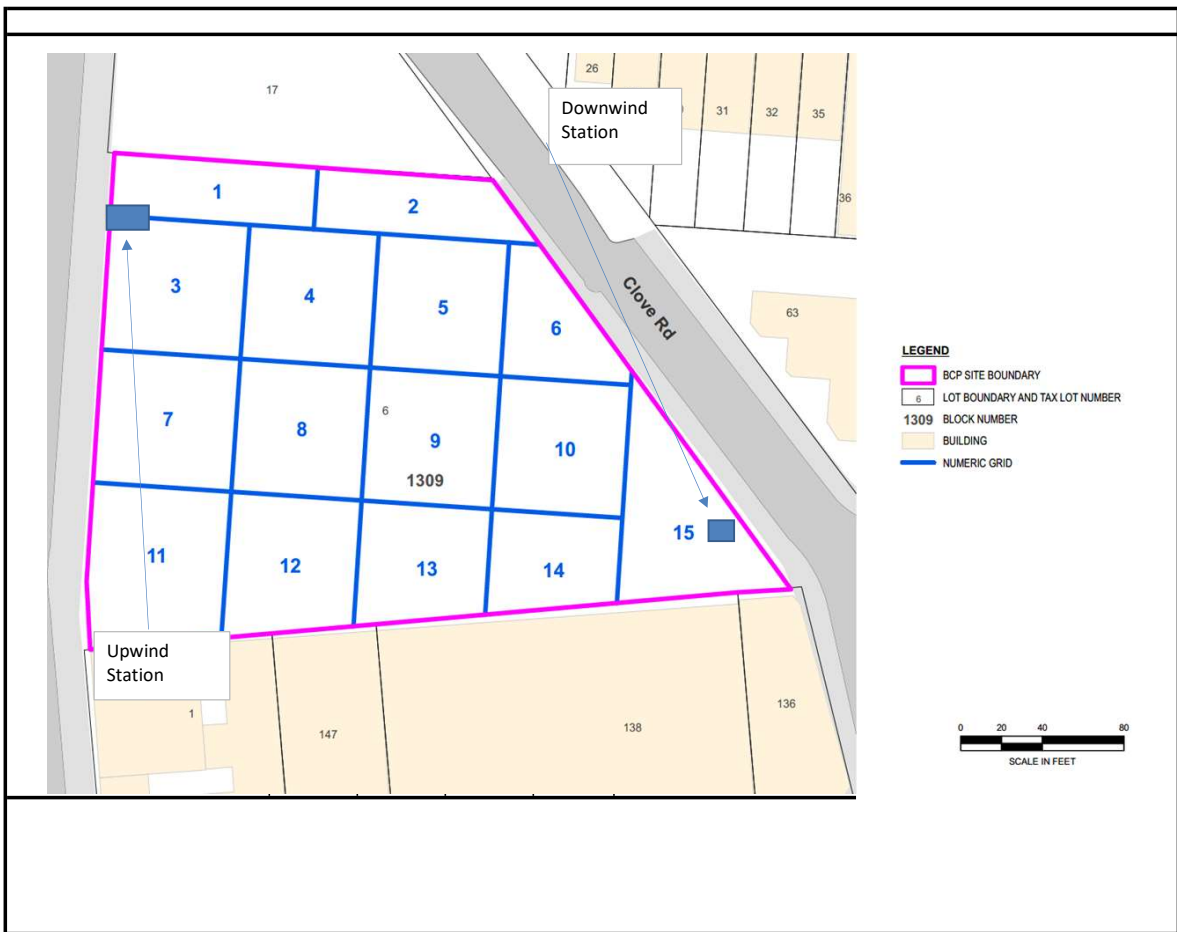 17
26
Downwind
Station
31
32
35
36
1
2
3
4
5
6
Clove Rd
63
7
8
6
9
10
1309
11
12
13
14
15
Upwind
Station
1
147
138
136
LEGEND
BCP SITE BOUNDARY
6 LOT BOUNDARY AND TAX LOT NUMBER
1309 BLOCK NUMBER
BUILDING
NUMERIC GRID
0 20 40 80
SCALE IN FEET